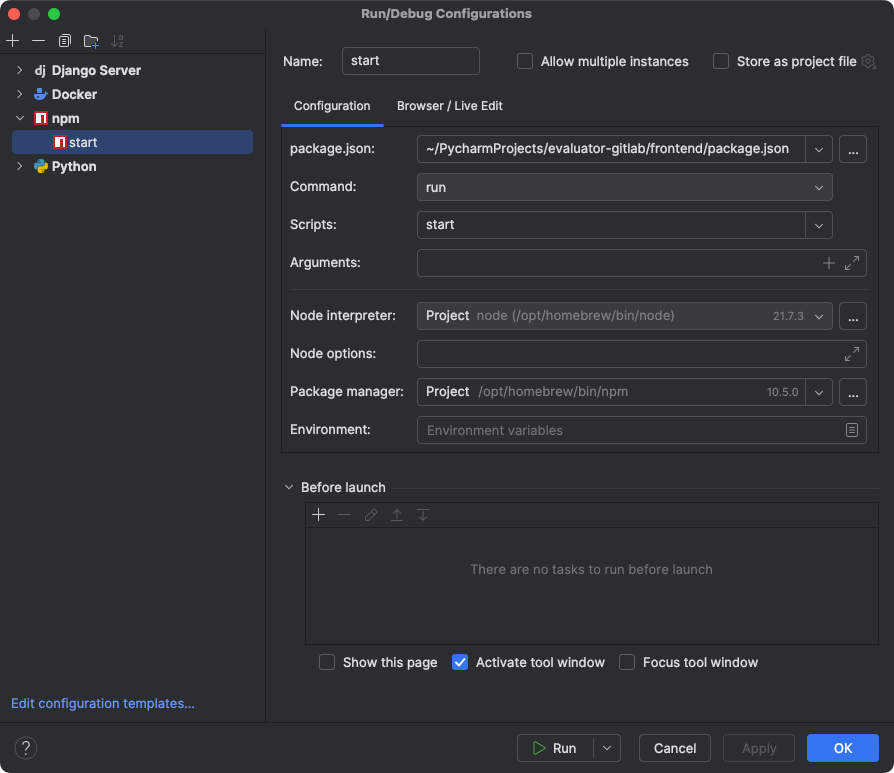 Run/Debug Configurations
dj Django Server
Docker
npm
start
Python
Edit configuration templates...
Name: start Allow multiple instances Store as project file
Configuration Browser / Live Edit
package.json: ~/PycharmProjects/evaluator-gitlab/frontend/package.json ...
Command: run
Scripts: start
Arguments:
Node interpreter: Project node (/opt/homebrew/bin/node) 21.7.3 ...
Node options:
Package manager: Project /opt/homebrew/bin/npm 10.5.0 ...
Environment: Environment variables
Before launch
There are no tasks to run before launch
Show this page Activate tool window Focus tool window
? Run Cancel Apply OK